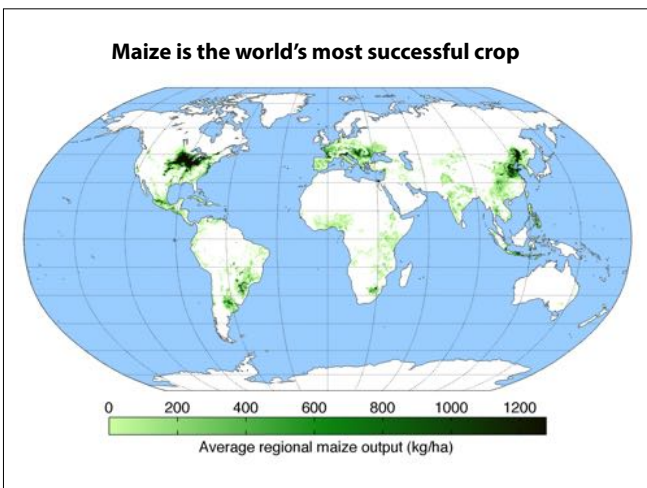 Maize is the world's most successful crop
0 200 400 600 800 1000 1200
Average regional maize output (kg/ha)